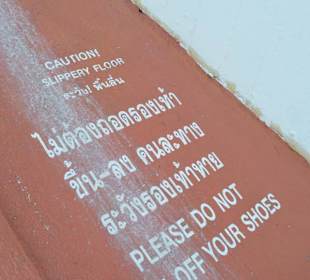 CAUTION!
SLIPPERY FLOOR
ระวัง! พื้นลื่น
ไม่ต้องถอดรองเท้า
ขึ้น-ลง คนละทาง
ระวังรองเท้าหาย
PLEASE DO NOT
OFF YOUR SHOES